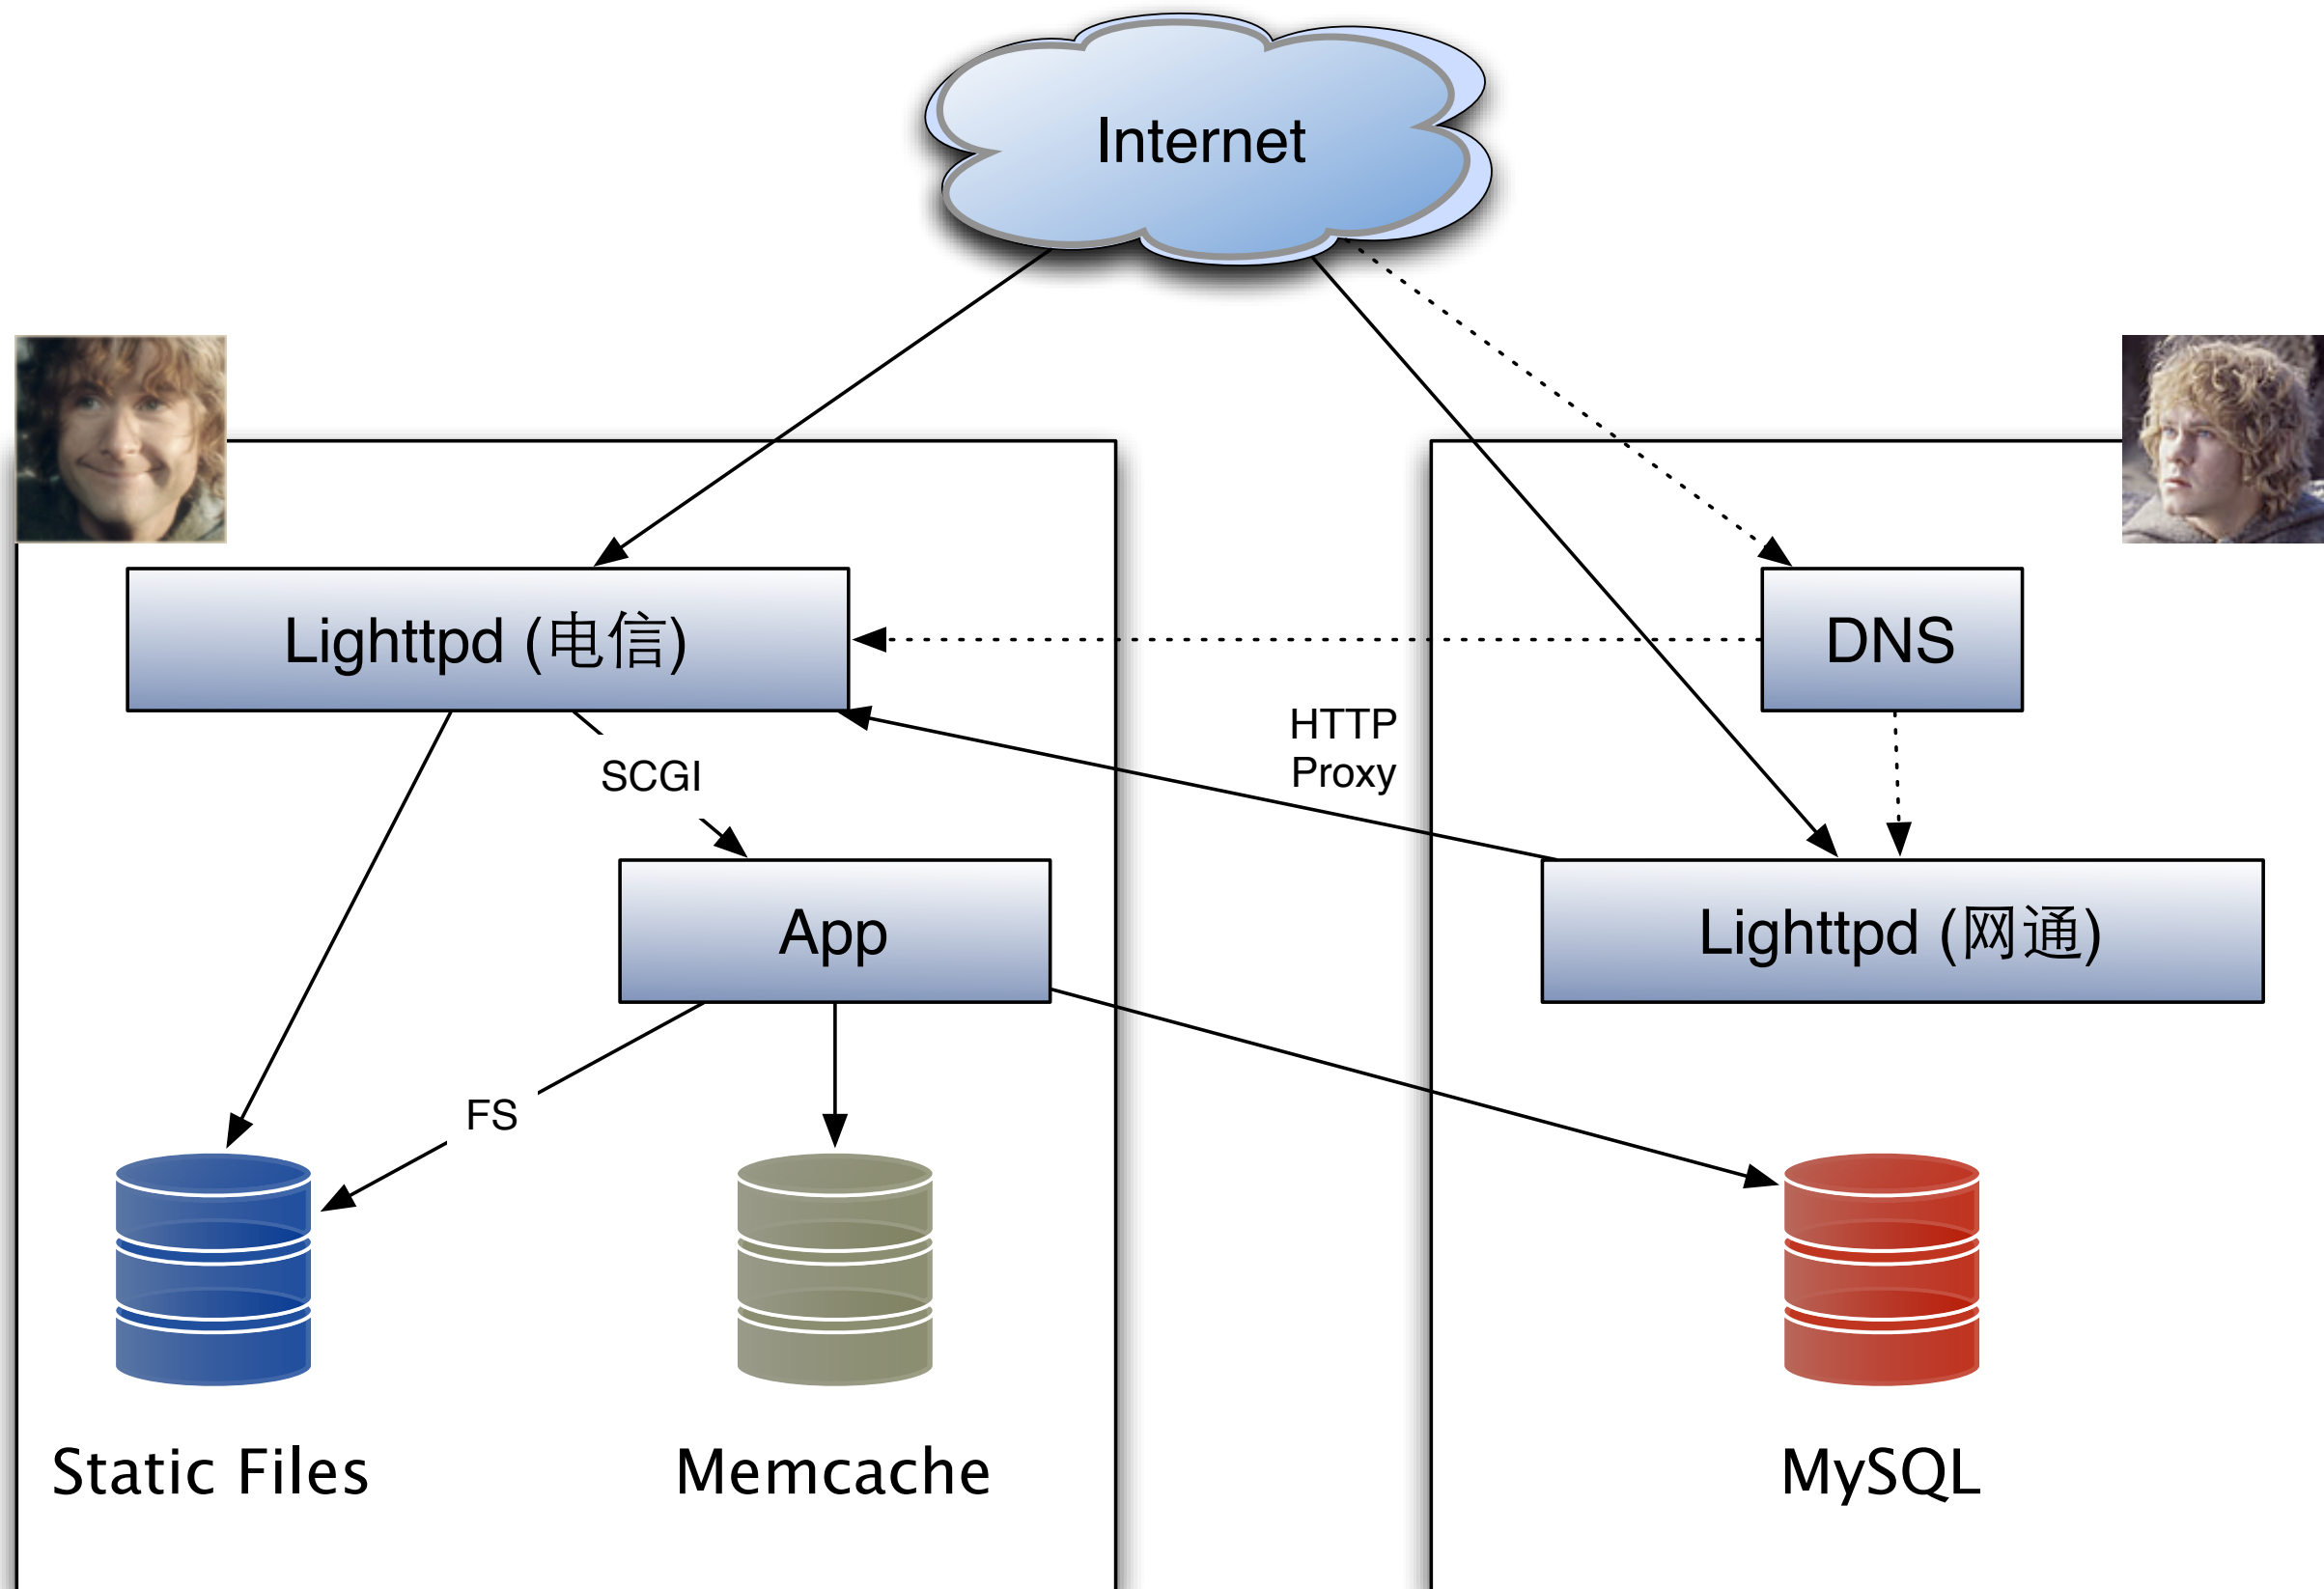 Internet
Lighttpd (电信)
DNS
HTTP
Proxy
SCGI
App
Lighttpd (网通)
FS
Static Files
Memcache
MySQL